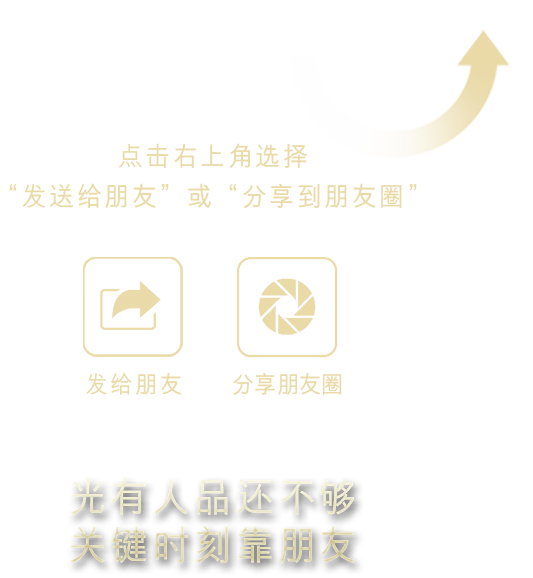 点击右上角选择
“发送给朋友”或“分享到朋友圈”
发给朋友
分享朋友圈
光有人品还不够
关键时刻靠朋友